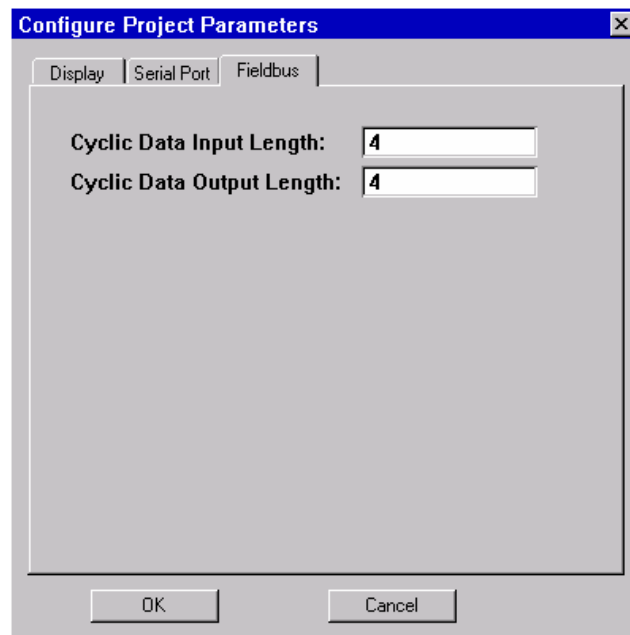 Configure Project Parameters
Display Serial Port Fieldbus
Cyclic Data Input Length: 4
Cyclic Data Output Length: 4
OK Cancel